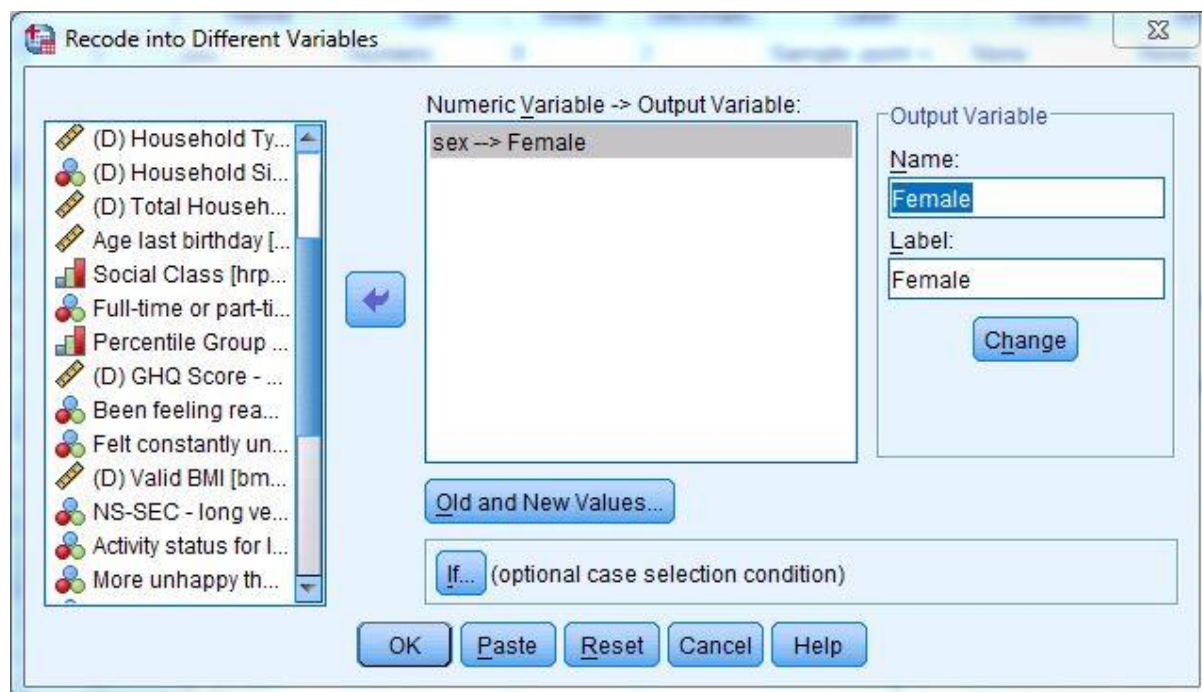 Recode into Different Variables
(D) Household Ty...
(D) Household Si...
(D) Total Househ...
Age last birthday [...
Social Class [hrp...
Full-time or part-ti...
Percentile Group ...
(D) GHQ Score - ...
Been feeling rea...
Felt constantly un...
(D) Valid BMI [bm...
NS-SEC - long ve...
Activity status for l...
More unhappy th...
Numeric Variable -> Output Variable:
sex --> Female
Output Variable
Name:
Female
Label:
Female
Change
Old and New Values...
If... (optional case selection condition)
OK Paste Reset Cancel Help